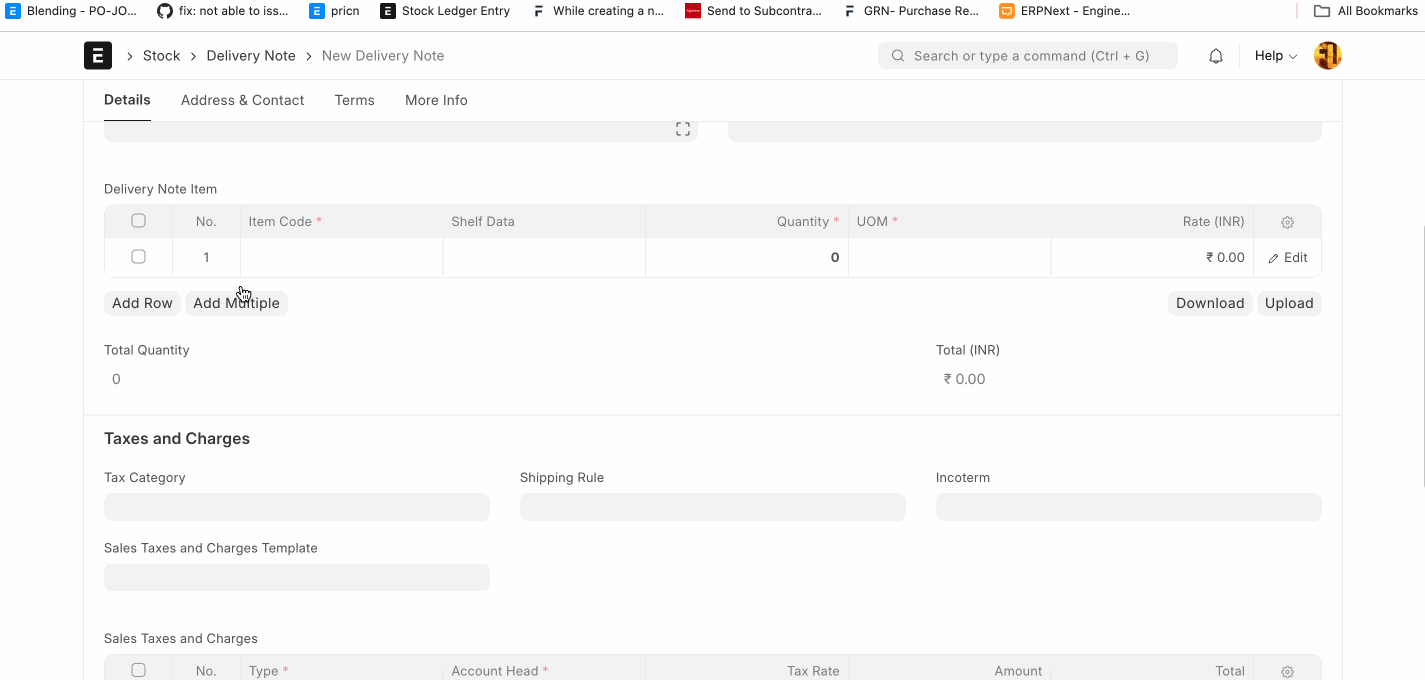 E Blending - PO-JO... fix: not able to iss... E pricn E Stock Ledger Entry F While creating a n... Send to Subcontra... F GRN- Purchase Re... ERPNext - Engine... All Bookmarks
E > Stock > Delivery Note > New Delivery Note Search or type a command (Ctrl + G) Help
Details Address & Contact Terms More Info
Delivery Note Item
No. Item Code * Shelf Data Quantity * UOM * Rate (INR)
1 0 ₹ 0.00 Edit
Add Row Add Multiple Download Upload
Total Quantity Total (INR)
0 ₹ 0.00
Taxes and Charges
Tax Category Shipping Rule Incoterm
Sales Taxes and Charges Template
Sales Taxes and Charges
No. Type * Account Head * Tax Rate Amount Total